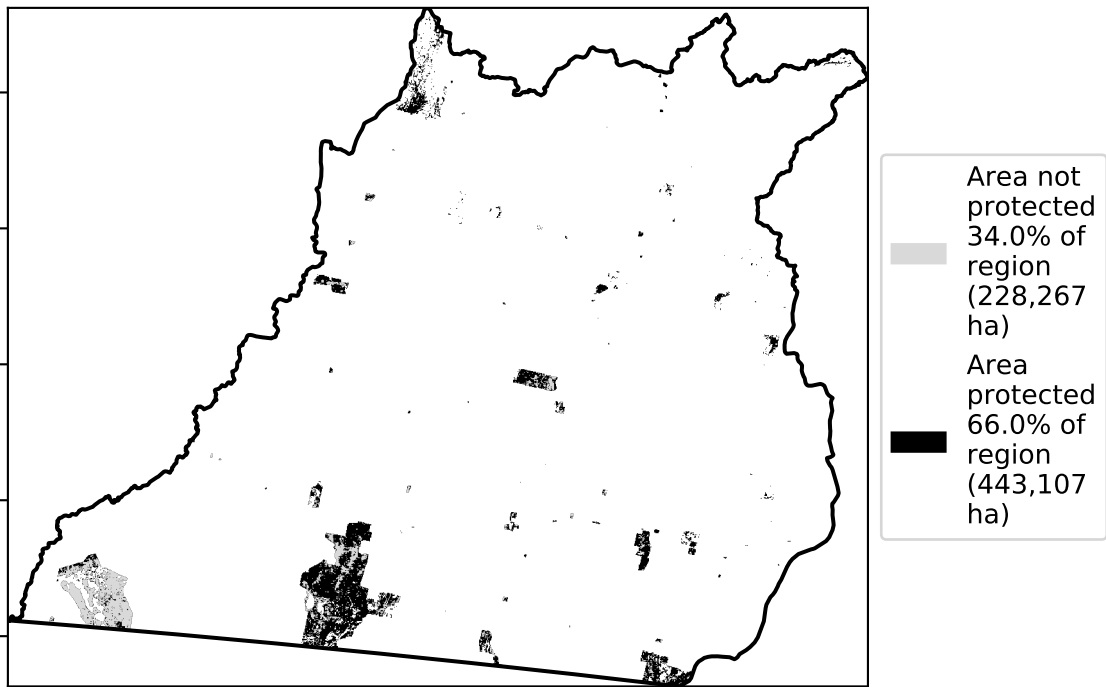 Area not
protected
34.0% of
region
(228,267
ha)
Area
protected
66.0% of
region
(443,107
ha)